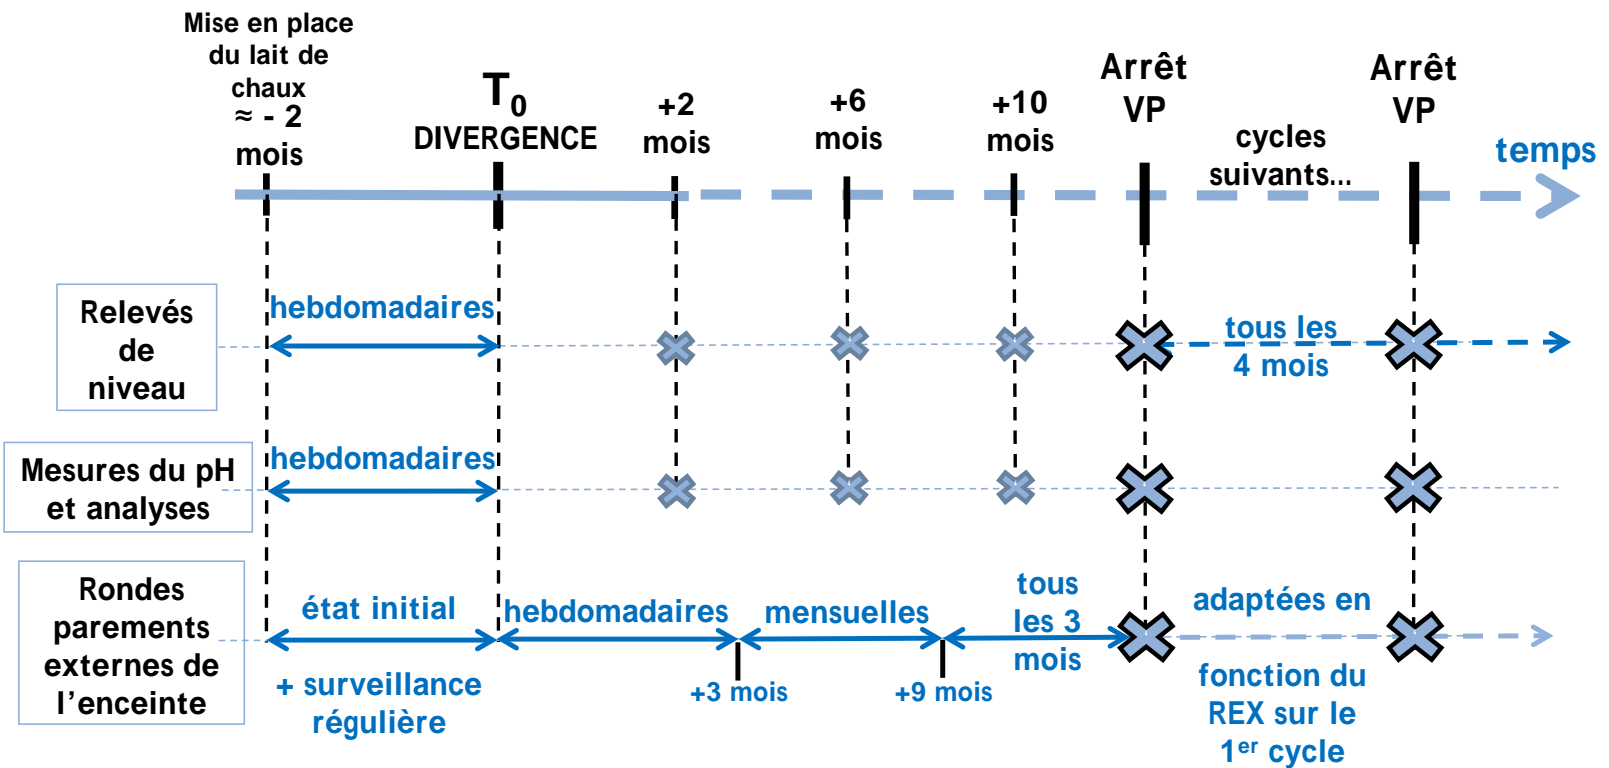 Mise en place
du lait de
chaux
≈ - 2
mois
T0
DIVERGENCE
+2
mois
+6
mois
+10
mois
Arrêt
VP
cycles
suivants...
Arrêt
VP
temps
Relevés
de
niveau
hebdomadaires
tous les
4 mois
Mesures du pH
et analyses
hebdomadaires
Rondes
parements
externes de
l'enceinte
état initial
+ surveillance
régulière
hebdomadaires
+3 mois
mensuelles
+9 mois
tous
les 3
mois
adaptées en
fonction du
REX sur le
1er cycle